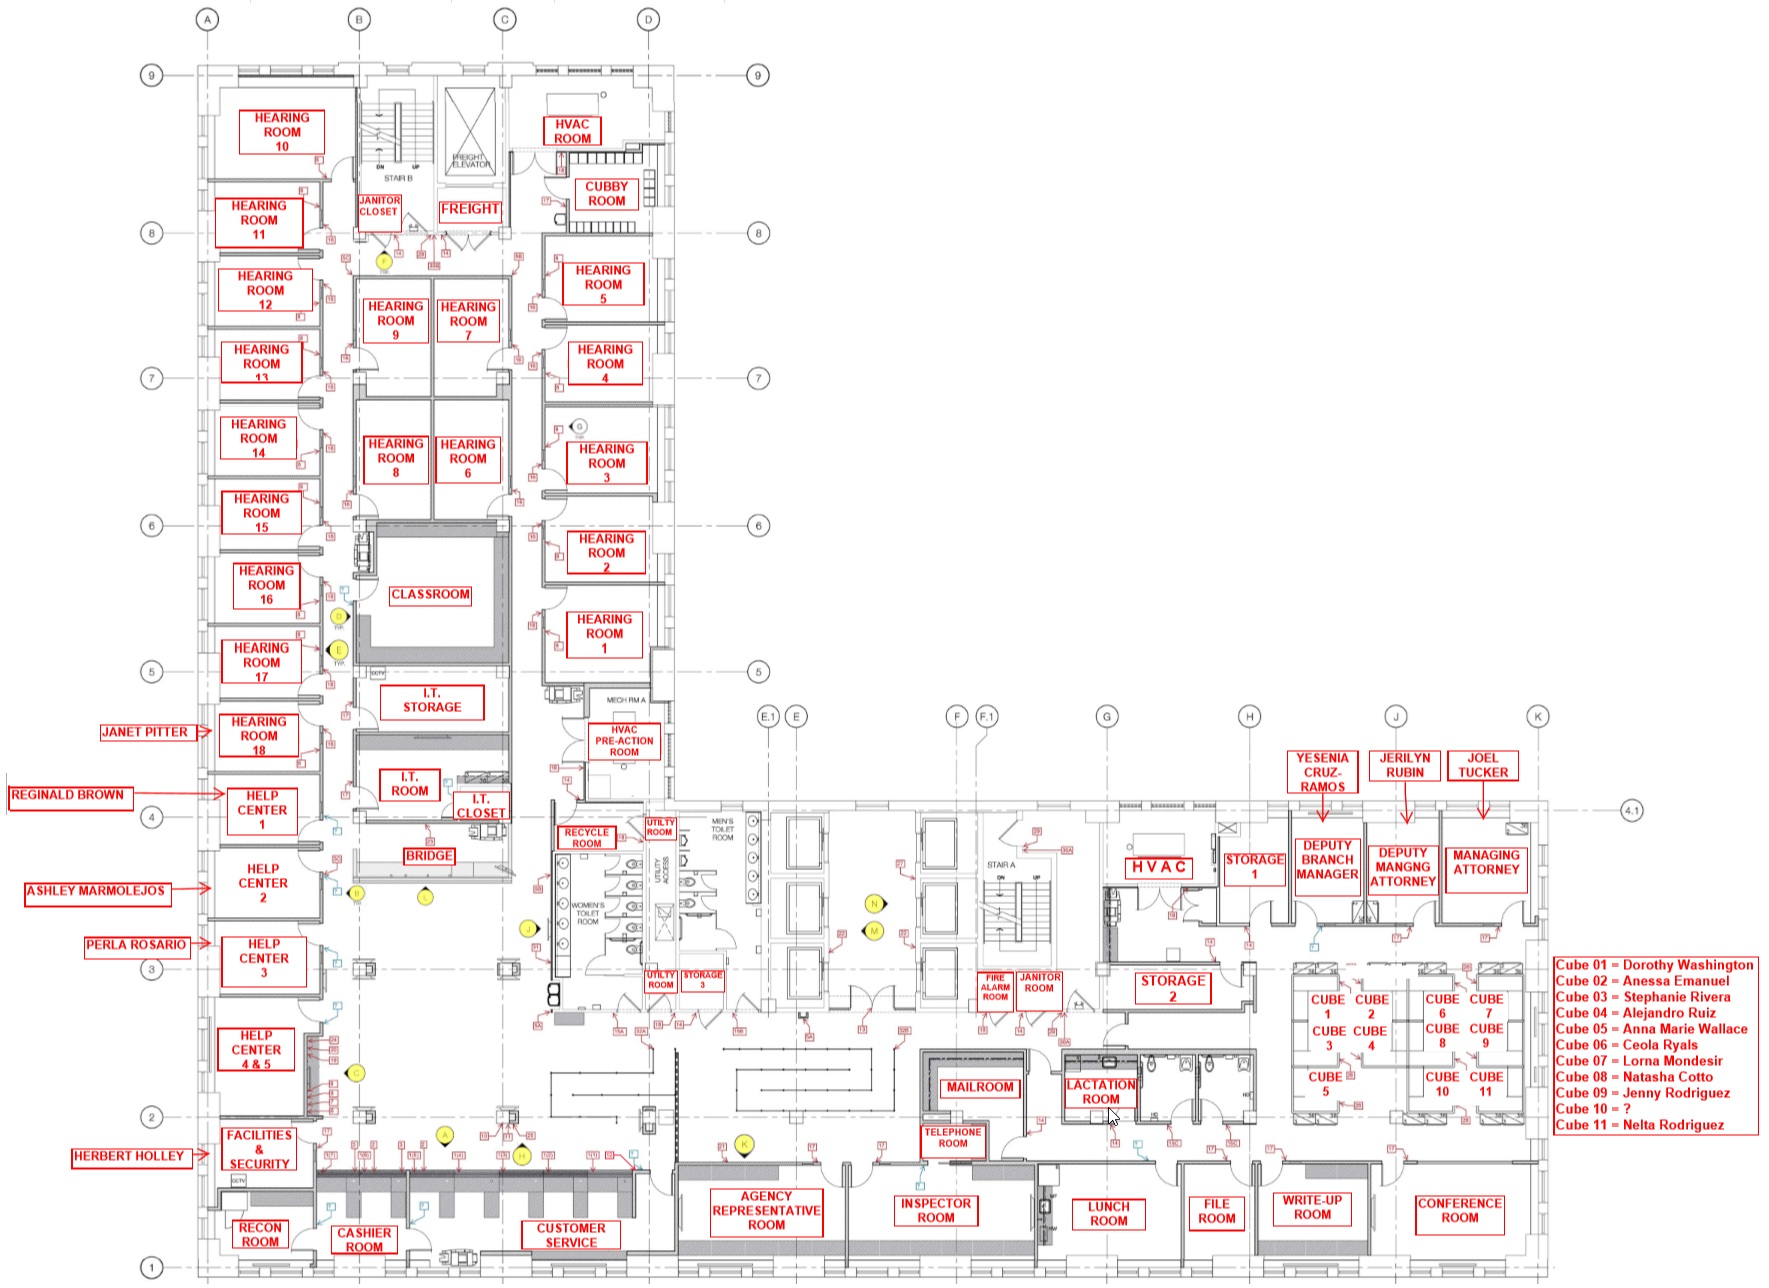 A
B
C
D
9
9
HEARING
ROOM
10
FREIGHT
ELEVATOR
DN
UP
STAIR B
HVAC
ROOM
CUBBY
ROOM
JANITOR
CLOSET
FREIGHT
HEARING
ROOM
11
8
8
F
TYP.
HEARING
ROOM
12
HEARING
ROOM
9
HEARING
ROOM
7
HEARING
ROOM
5
HEARING
ROOM
13
HEARING
ROOM
4
7
7
HEARING
ROOM
14
HEARING
ROOM
8
HEARING
ROOM
6
G
HEARING
ROOM
3
HEARING
ROOM
15
6
6
HEARING
ROOM
2
HEARING
ROOM
16
CLASSROOM
D
TYP.
HEARING
ROOM
1
HEARING
ROOM
17
E
TYP.
5
5
CCTV
I.T.
STORAGE
MECH RM A
HVAC
PRE-ACTION
ROOM
JANET PITTER
HEARING
ROOM
18
E.1
E
F
F.1
G
H
J
K
REGINALD BROWN
HELP
CENTER
1
I.T.
ROOM
I.T.
CLOSET
YESENIA
CRUZ-
RAMOS
JERILYN
RUBIN
JOEL
TUCKER
4
4.1
BRIDGE
RECYCLE
ROOM
UTILTY
ROOM
MEN'S
TOILET
ROOM
UTILITY
ACCESS
WOMEN'S
TOILET
ROOM
STAIR A
DN
UP
HVAC
STORAGE
1
DEPUTY
BRANCH
MANAGER
DEPUTY
MANGNG
ATTORNEY
MANAGING
ATTORNEY
ASHLEY MARMOLEJOS
HELP
CENTER
2
B
L
J
N
M
PERLA ROSARIO
HELP
CENTER
3
3
UTILTY
ROOM
STORAGE
3
FIRE
ALARM
ROOM
JANITOR
ROOM
STORAGE
2
CUBE
1
CUBE
2
CUBE
3
CUBE
4
CUBE
5
CUBE
6
CUBE
7
CUBE
8
CUBE
9
CUBE
10
CUBE
11
Cube 01 = Dorothy Washington
Cube 02 = Anessa Emanuel
Cube 03 = Stephanie Rivera
Cube 04 = Alejandro Ruiz
Cube 05 = Anna Marie Wallace
Cube 06 = Ceola Ryals
Cube 07 = Lorna Mondesir
Cube 08 = Natasha Cotto
Cube 09 = Jenny Rodriguez
Cube 10 = ?
Cube 11 = Nelta Rodriguez
HELP
CENTER
4 & 5
C
MAILROOM
LACTATION
ROOM
2
A
H
K
TELEPHONE
ROOM
HERBERT HOLLEY
FACILITIES
&
SECURITY
CCTV
RECON
ROOM
CASHIER
ROOM
CUSTOMER
SERVICE
AGENCY
REPRESENTATIVE
ROOM
INSPECTOR
ROOM
LUNCH
ROOM
FILE
ROOM
WRITE-UP
ROOM
CONFERENCE
ROOM
1